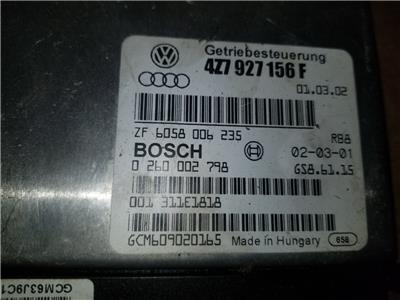 Getriebesteuerung
4Z7 927 156 F
01.03.02
ZF 6058 006 235
RB8
BOSCH
02-03-01
0 260 002 798
GS8.61.15
001 311E1818
GCM609020165
Made in Hungary
658
GCM63J9C1